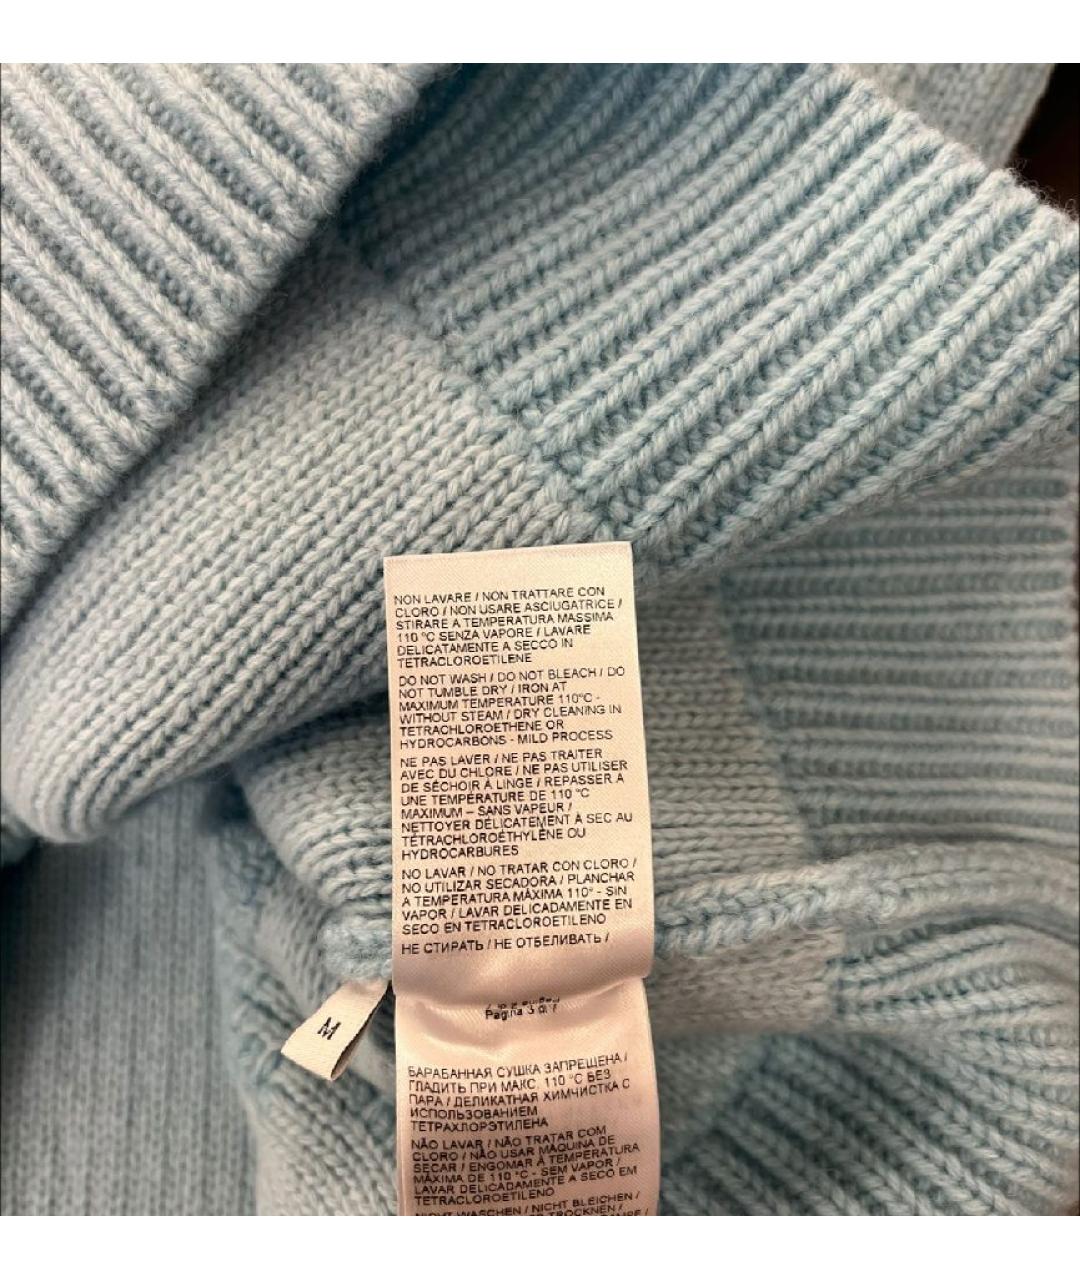 NON LAVARE / NON TRATTARE CON
CLORO / NON USARE ASCIUGATRICE /
STIRARE A TEMPERATURA MASSIMA
110 °C SENZA VAPORE / LAVARE
DELICATAMENTE A SECCO IN
TETRACLOROETILENE
DO NOT WASH / DO NOT BLEACH / DO
NOT TUMBLE DRY / IRON AT
MAXIMUM TEMPERATURE 110°C -
WITHOUT STEAM / DRY CLEANING IN
TETRACHLOROETHENE OR
HYDROCARBONS - MILD PROCESS
NE PAS LAVER / NE PAS TRAITER
AVEC DU CHLORE / NE PAS UTILISER
DE SÉCHOIR À LINGE / REPASSER À
UNE TEMPÉRATURE DE 110 °C
MAXIMUM – SANS VAPEUR /
NETTOYER DÉLICATEMENT À SEC AU
TÉTRACHLOROÉTHYLÈNE OU
HYDROCARBURES
NO LAVAR / NO TRATAR CON CLORO /
NO UTILIZAR SECADORA / PLANCHAR
A TEMPERATURA MÁXIMA 110° - SIN
VAPOR / LAVAR DELICADAMENTE EN
SECO EN TETRACLOROETILENO
НЕ СТИРАТЬ / НЕ ОТБЕЛИВАТЬ /
Pagina 3 di 7
M
БАРАБАННАЯ СУШКА ЗАПРЕЩЕНА /
ГЛАДИТЬ ПРИ МАКС. 110 °C БЕЗ
ПАРА / ДЕЛИКАТНАЯ ХИМЧИСТКА С
ИСПОЛЬЗОВАНИЕМ
ТЕТРАХЛОРЭТИЛЕНА
NÃO LAVAR / NÃO TRATAR COM
CLORO / NÃO USAR MÁQUINA DE
SECAR / ENGOMAR À TEMPERATURA
MÁXIMA DE 110 °C - SEM VAPOR /
LAVAR DELICADAMENTE A SECO EM
TETRACLOROETILENO
NICHT WASCHEN / NICHT BLEICHEN /
TROCKNEN /